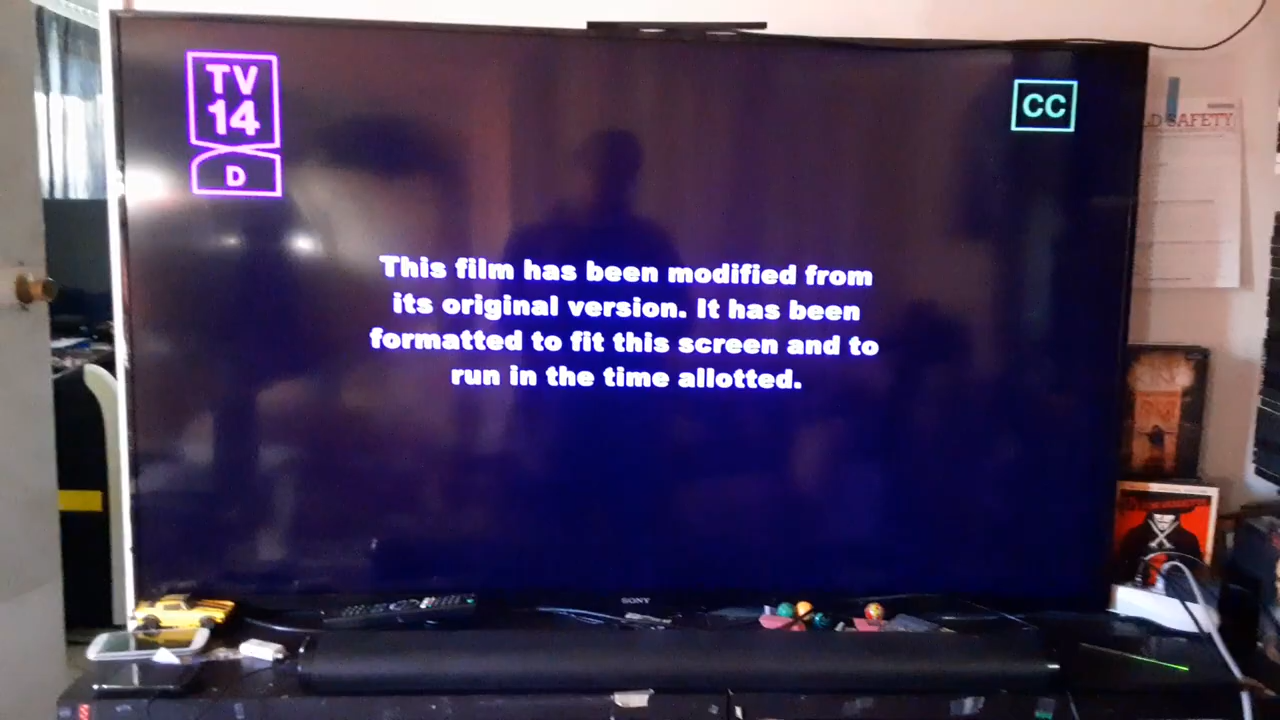 TV
14
D
CC
This film has been modified from
its original version. It has been
formatted to fit this screen and to
run in the time allotted.
SONY
SAFETY